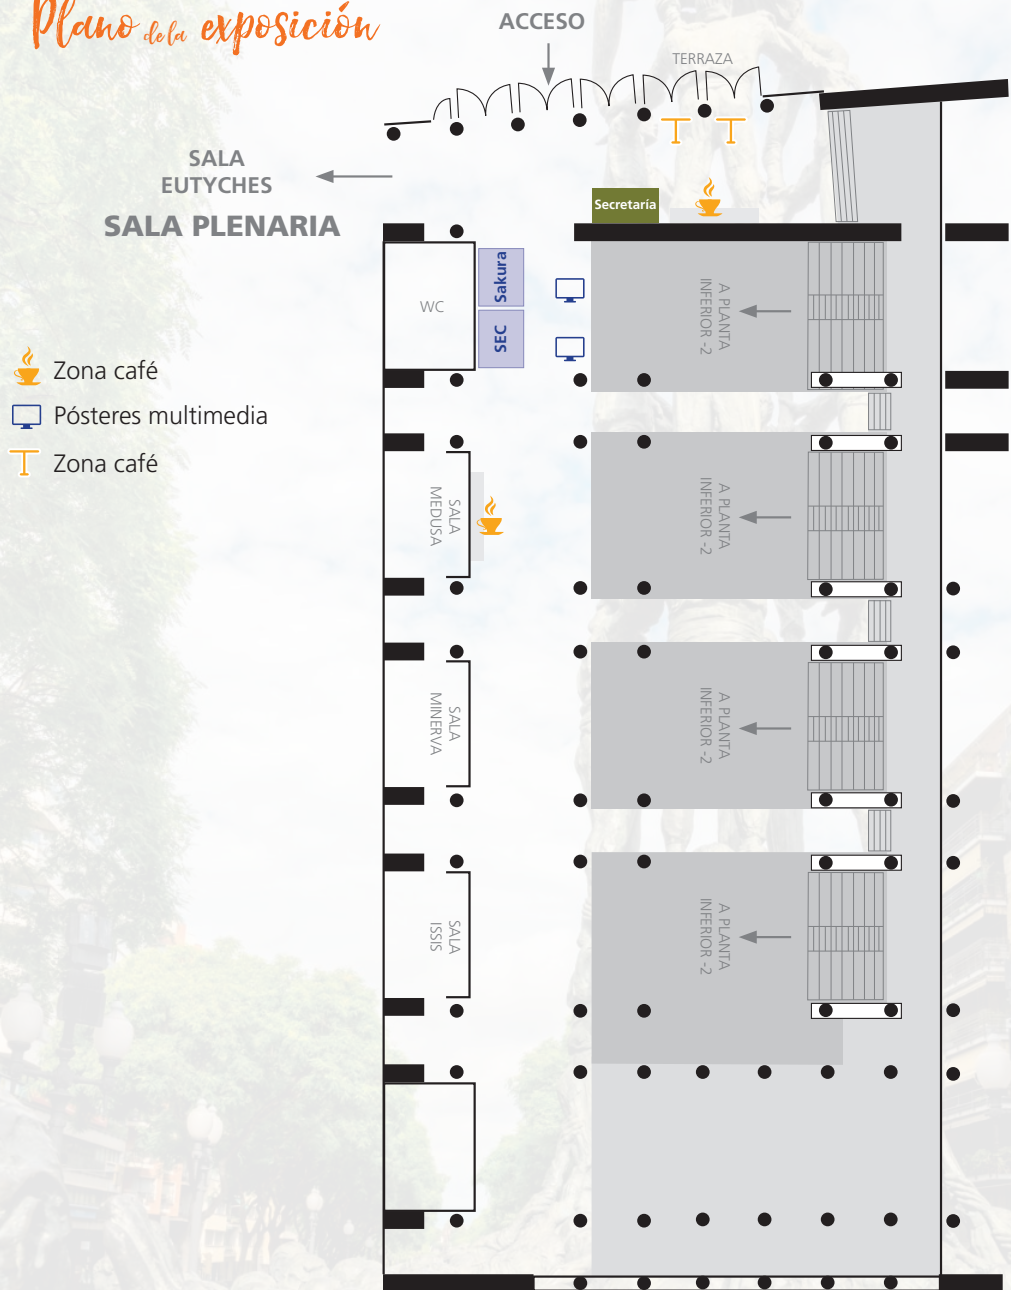 Plano de la exposición
ACCESO
TERRAZA
SALA
EUTYCHES
SALA PLENARIA
Secretaría
Sakura
SEC
WC
A PLANTA
INFERIOR -2
Zona café
Pósteres multimedia
Zona café
SALA
MEDUSA
A PLANTA
INFERIOR -2
SALA
MINERVA
A PLANTA
INFERIOR -2
SALA
ISSIS
A PLANTA
INFERIOR -2